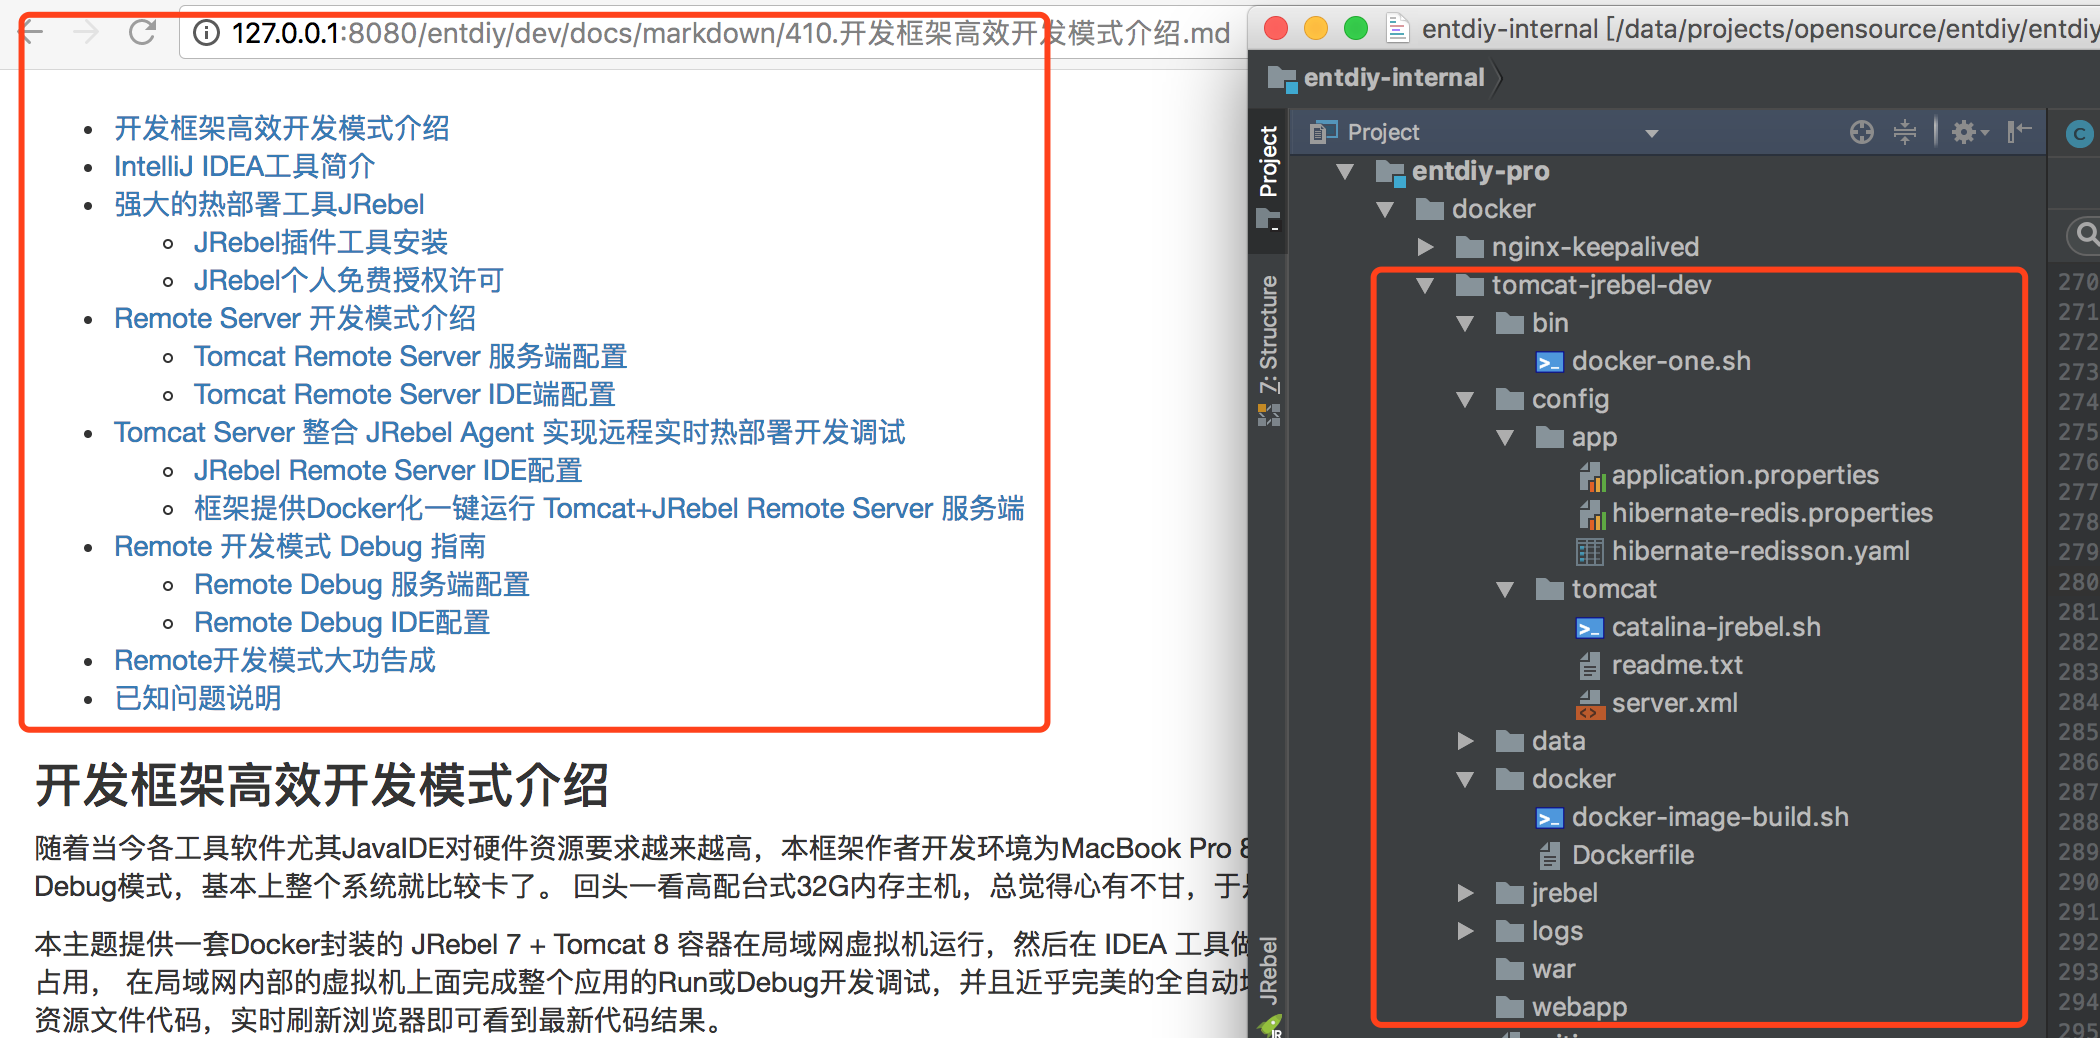 127.0.0.1:8080/entdiy/dev/docs/markdown/410.开发框架高效开发模式介绍.md
开发框架高效开发模式介绍
IntelliJ IDEA工具简介
强大的热部署工具JRebel
JRebel插件工具安装
JRebel个人免费授权许可
Remote Server 开发模式介绍
Tomcat Remote Server 服务端配置
Tomcat Remote Server IDE端配置
Tomcat Server 整合 JRebel Agent 实现远程实时热部署开发调试
JRebel Remote Server IDE配置
框架提供Docker化一键运行 Tomcat+JRebel Remote Server 服务端
Remote 开发模式 Debug 指南
Remote Debug 服务端配置
Remote Debug IDE配置
Remote开发模式大功告成
已知问题说明
开发框架高效开发模式介绍
随着当今各工具软件尤其JavaIDE对硬件资源要求越来越高，本框架作者开发环境为MacBook Pro 8
Debug模式，基本上整个系统就比较卡了。 回头一看高配台式32G内存主机，总觉得心有不甘，于
本主题提供一套Docker封装的 JRebel 7 + Tomcat 8 容器在局域网虚拟机运行，然后在 IDEA 工具
占用， 在局域网内部的虚拟机上面完成整个应用的Run或Debug开发调试，并且近乎完美的全自动
资源文件代码，实时刷新浏览器即可看到最新代码结果。
entdiy-internal [/data/projects/opensource/entdiy/entdiy
entdiy-internal
Project
Project
7: Structure
JRebel
JR
entdiy-pro
docker
nginx-keepalived
tomcat-jrebel-dev
bin
docker-one.sh
config
app
application.properties
hibernate-redis.properties
hibernate-redisson.yaml
tomcat
catalina-jrebel.sh
readme.txt
server.xml
data
docker
docker-image-build.sh
Dockerfile
jrebel
logs
war
webapp
C
270
271
272
273
274
275
276
277
278
279
280
281
282
283
284
285
286
287
288
289
290
291
292
293
294
295